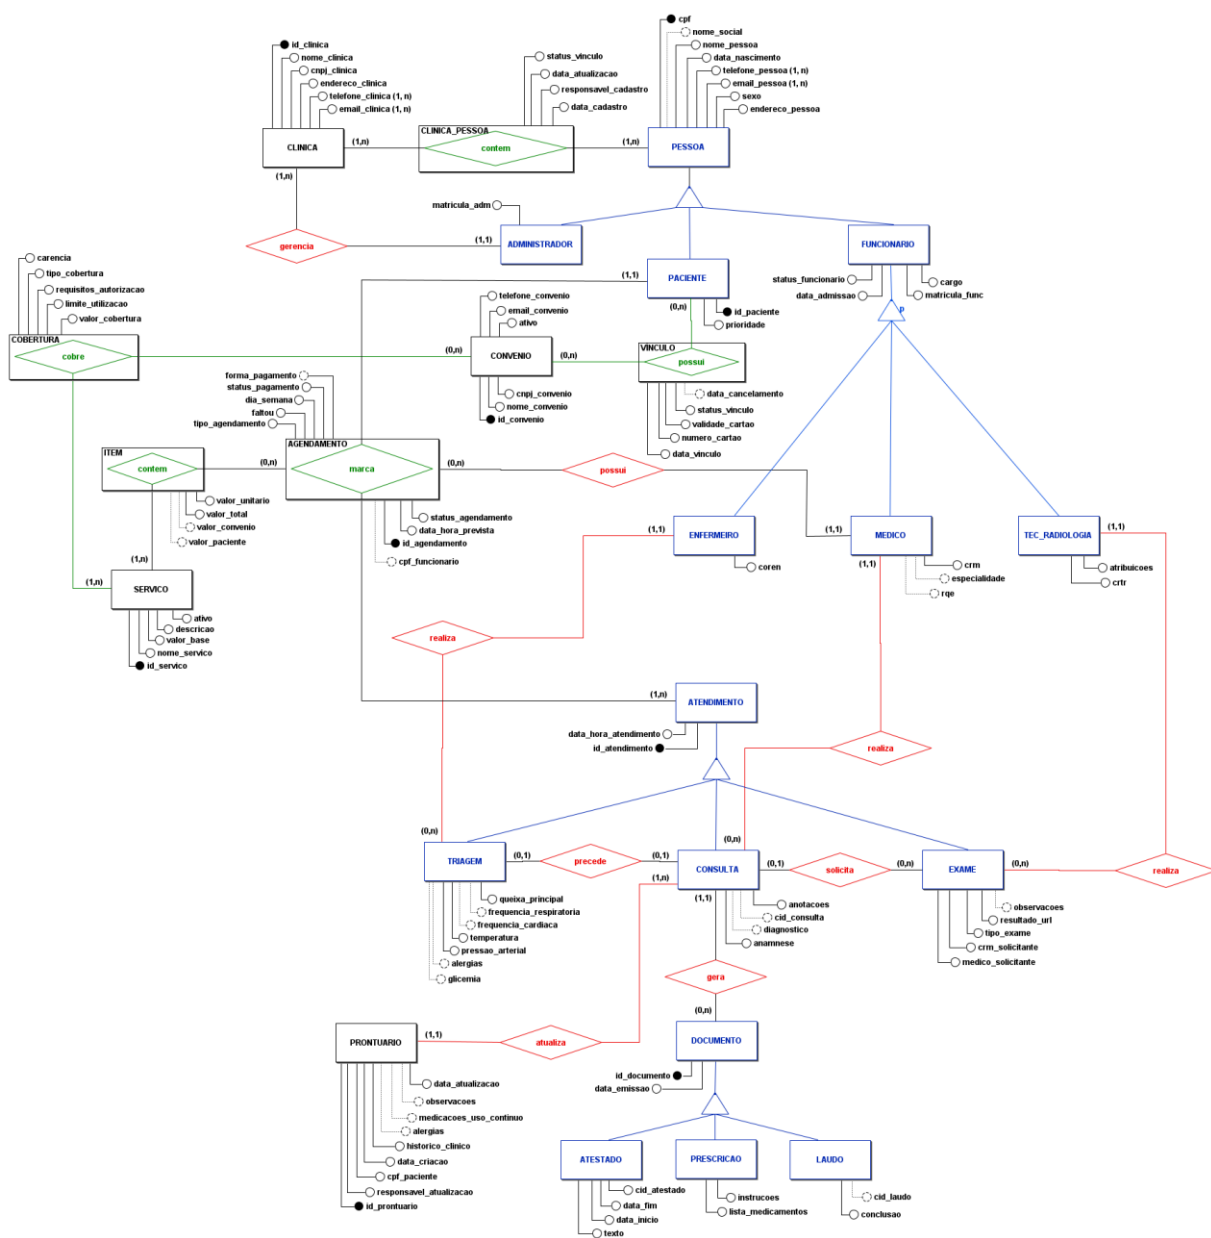 cpf
nome_social
nome_pessoa
data_nascimento
telefone_pessoa (1, n)
email_pessoa (1, n)
sexo
endereco_pessoa
id_clinica
nome_clinica
cnpj_clinica
endereco_clinica
telefone_clinica (1, n)
email_clinica (1, n)
status_vinculo
data_atualizacao
responsavel_cadastro
data_cadastro
CLINICA_PESSOA
CLINICA
(1,n)
contem
(1,n)
PESSOA
(1,n)
matricula_adm
gerencia
(1,1)
ADMINISTRADOR
FUNCIONARIO
carencia
tipo_cobertura
requisitos_autorizacao
limite_utilizacao
valor_cobertura
(1,1)
PACIENTE
(0,n)
id_paciente
prioridade
status_funcionario
data_admissao
cargo
matricula_func
p
telefone_convenio
email_convenio
ativo
COBERTURA
cobre
(0,n)
CONVENIO
(0,n)
VÍNCULO
possui
cnpj_convenio
nome_convenio
id_convenio
data_cancelamento
status_vinculo
validade_cartao
numero_cartao
data_vinculo
forma_pagamento
status_pagamento
dia_semana
faltou
tipo_agendamento
AGENDAMENTO
ITEM
contem
(0,n)
marca
(0,n)
possui
valor_unitario
valor_total
valor_convenio
valor_paciente
status_agendamento
data_hora_prevista
id_agendamento
cpf_funcionario
(1,1)
ENFERMEIRO
coren
(1,1)
MEDICO
(1,1)
crm
especialidade
rqe
TEC_RADIOLOGIA
(1,1)
atribuicoes
crtr
(1,n)
(1,n)
SERVICO
ativo
descricao
valor_base
nome_servico
id_servico
realiza
(1,n)
ATENDIMENTO
data_hora_atendimento
id_atendimento
realiza
(0,n)
TRIAGEM
(0,1)
precede
(0,1)
(0,n)
CONSULTA
(0,1)
solicita
(0,n)
EXAME
(0,n)
realiza
(1,n)
(1,1)
queixa_principal
frequencia_respiratoria
frequencia_cardiaca
temperatura
pressao_arterial
alergias
glicemia
anotacoes
cid_consulta
diagnostico
anamnese
observacoes
resultado_url
tipo_exame
crm_solicitante
medico_solicitante
gera
(0,n)
PRONTUARIO
(1,1)
atualiza
DOCUMENTO
id_documento
data_emissao
data_atualizacao
observacoes
medicacoes_uso_continuo
alergias
historico_clinico
data_criacao
cpf_paciente
responsavel_atualizacao
id_prontuario
ATESTADO
PRESCRICAO
LAUDO
cid_atestado
data_fim
data_inicio
texto
instrucoes
lista_medicamentos
cid_laudo
conclusao